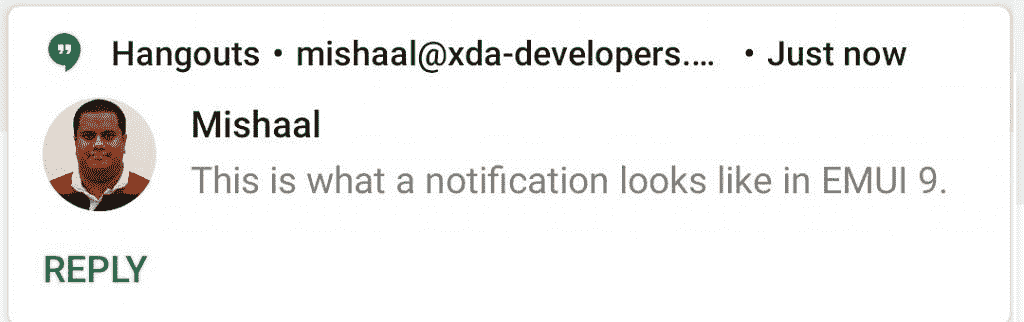 Hangouts • mishaal@xda-developers.... • Just now
Mishaal
This is what a notification looks like in EMUI 9.
REPLY